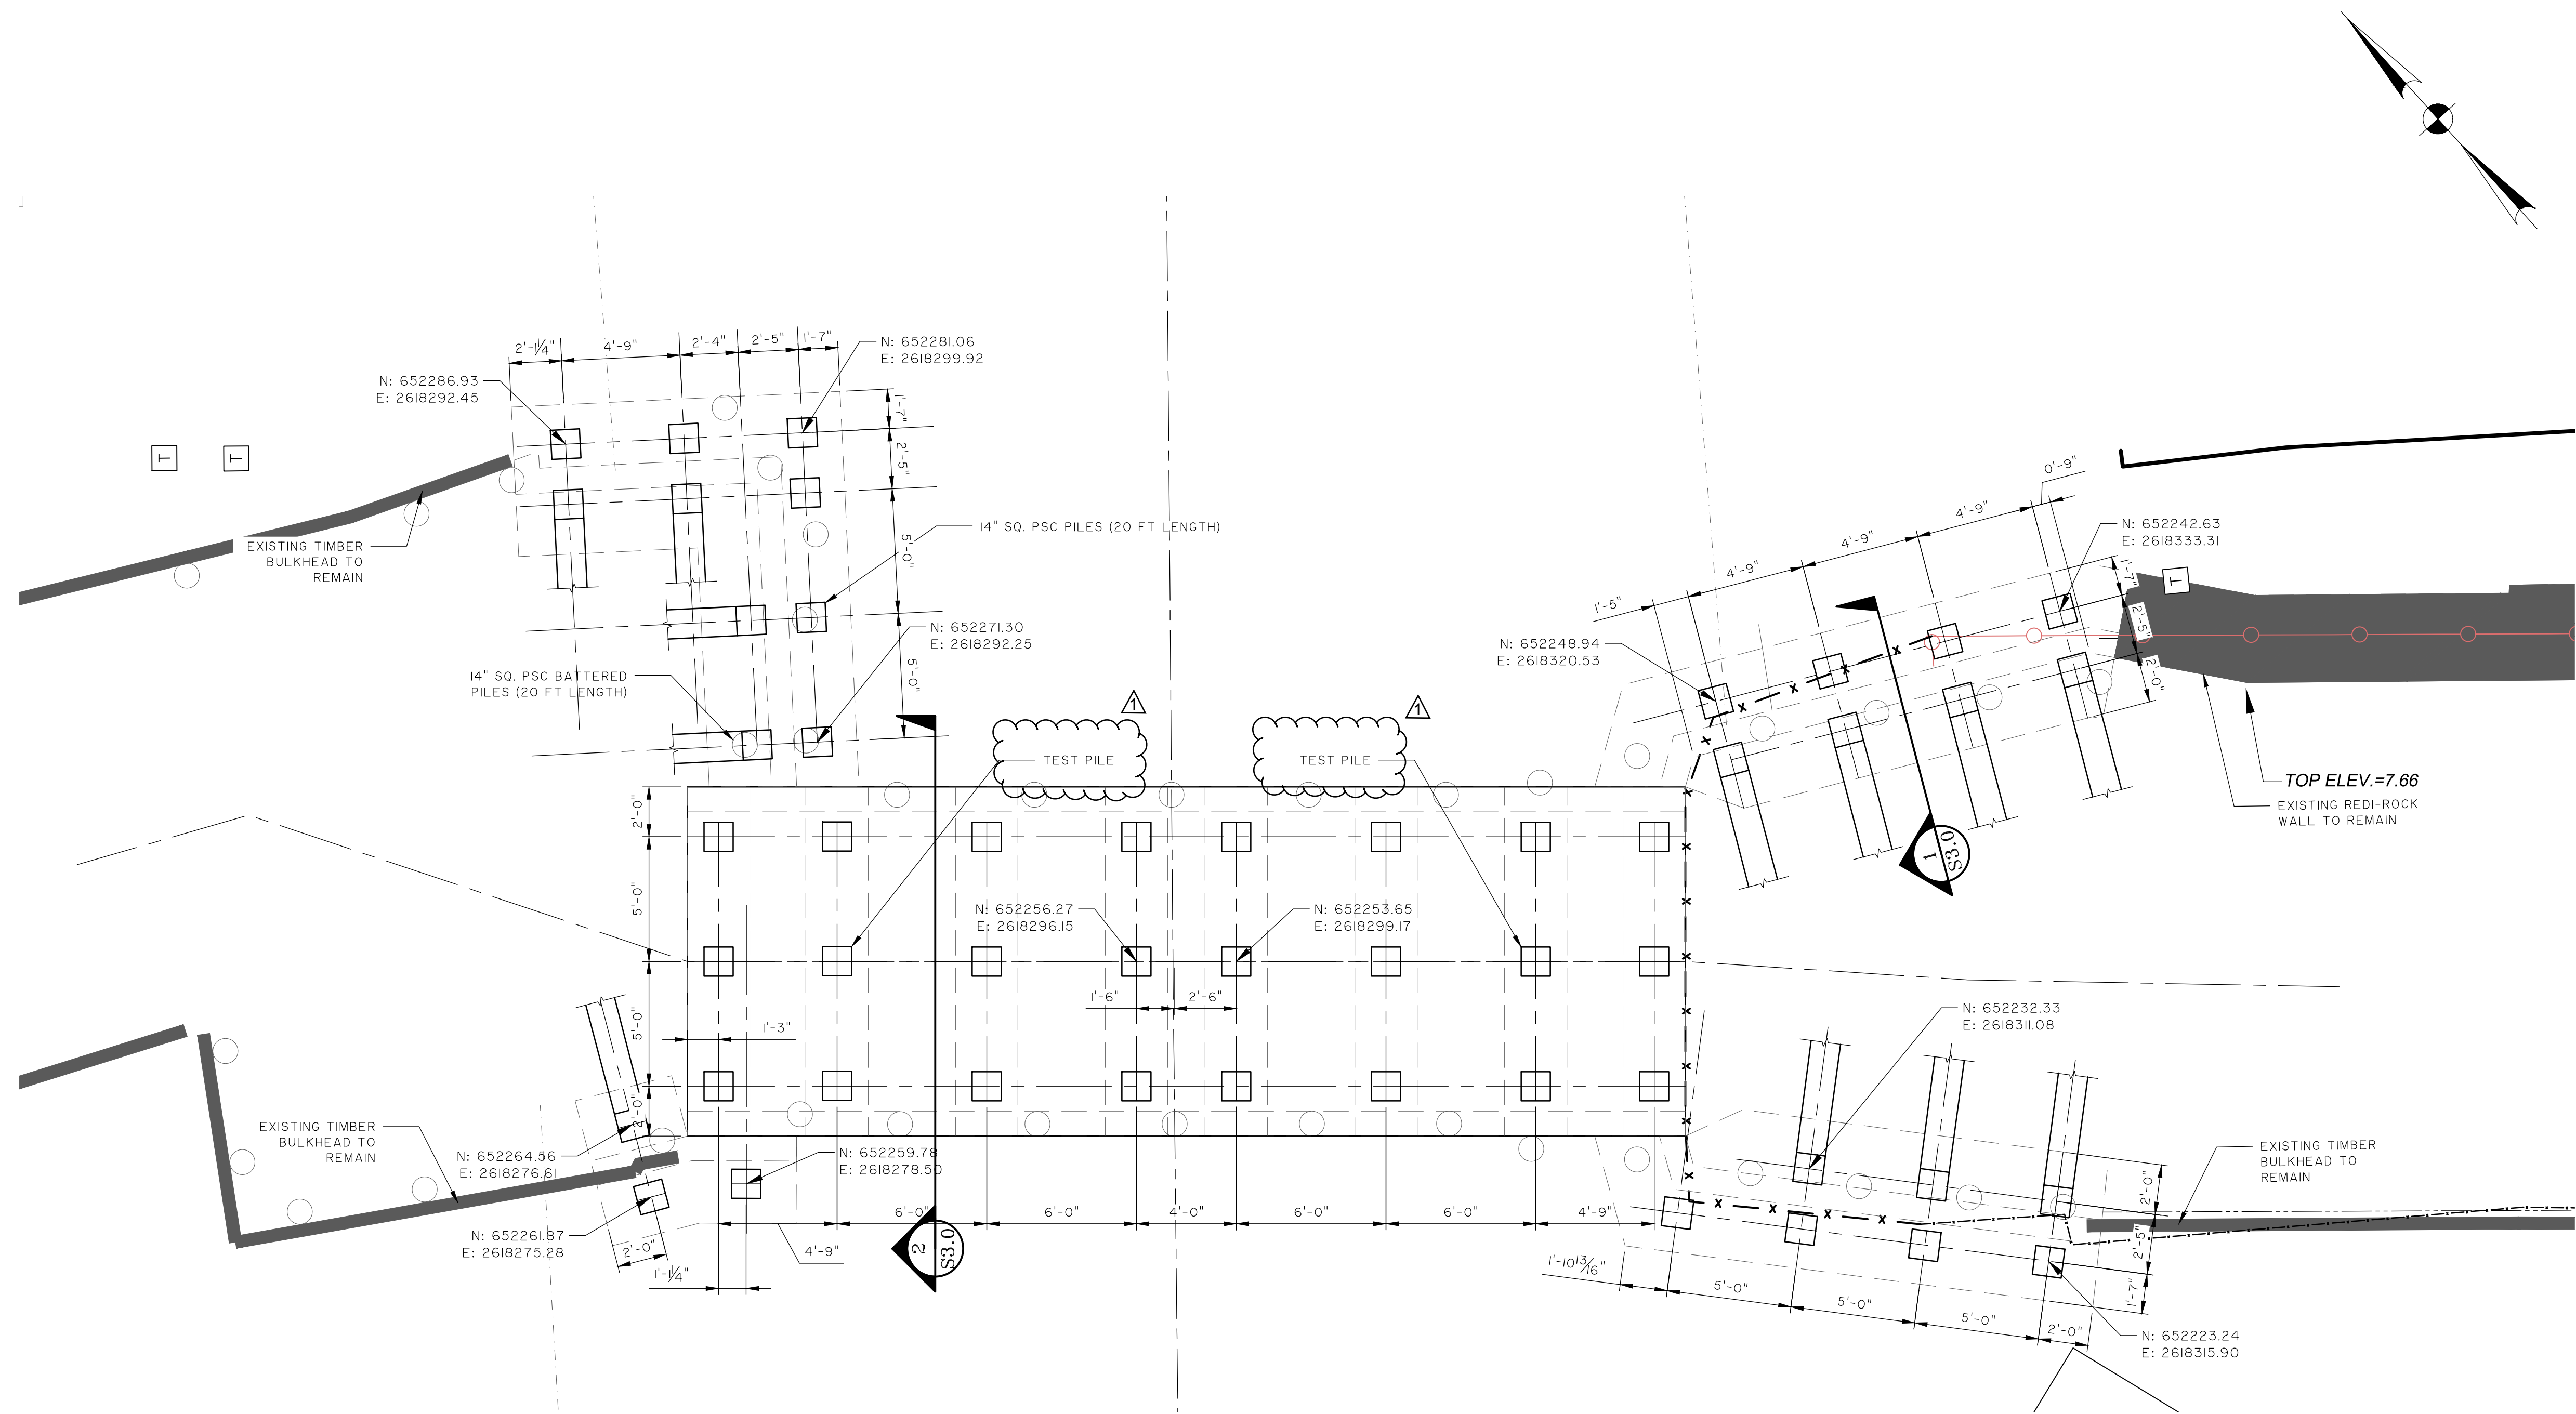 2'-1¼"
4'-9"
2'-4"
2'-5"
1'-7"
N: 652281.06
E: 2618299.92
N: 652286.93
E: 2618292.45
1'-7"
2'-5"
5'-0"
5'-0"
T
T
EXISTING TIMBER
BULKHEAD TO
REMAIN
14" SQ. PSC PILES (20 FT LENGTH)
N: 652271.30
E: 2618292.25
14" SQ. PSC BATTERED
PILES (20 FT LENGTH)
1
TEST PILE
1
TEST PILE
0'-9"
4'-9"
4'-9"
4'-9"
1'-5"
N: 652242.63
E: 2618333.31
1'-7"
2'-5"
2'-0"
T
N: 652248.94
E: 2618320.53
1
S3.0
TOP ELEV.=7.66
EXISTING REDI-ROCK
WALL TO REMAIN
2'-0"
5'-0"
5'-0"
2'-0"
N: 652256.27
E: 2618296.15
N: 652253.65
E: 2618299.17
1'-6"
2'-6"
1'-3"
N: 652232.33
E: 2618311.08
EXISTING TIMBER
BULKHEAD TO
REMAIN
N: 652264.56
E: 2618276.61
N: 652259.78
E: 2618278.50
N: 652261.87
E: 2618275.28
2'-0"
1'-1¼"
4'-9"
6'-0"
6'-0"
4'-0"
6'-0"
6'-0"
4'-9"
2
S3.0
EXISTING TIMBER
BULKHEAD TO
REMAIN
2'-0"
2'-5"
1'-7"
1'-10 13/16"
5'-0"
5'-0"
5'-0"
2'-0"
N: 652223.24
E: 2618315.90